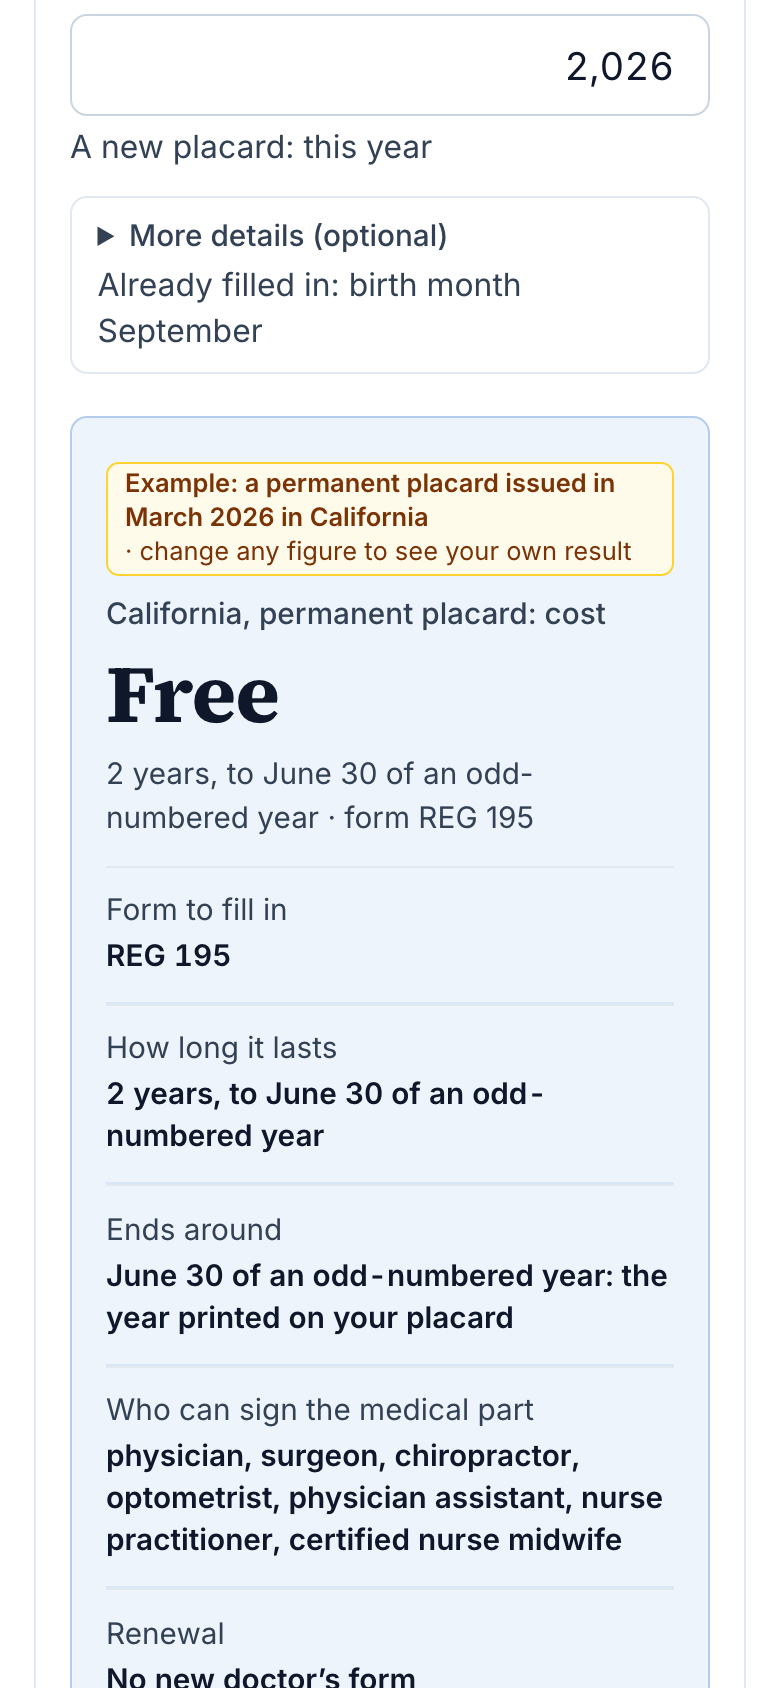 2,026
A new placard: this year
▶ More details (optional)
Already filled in: birth month
September
Example: a permanent placard issued in
March 2026 in California
· change any figure to see your own result
California, permanent placard: cost
Free
2 years, to June 30 of an odd-
numbered year · form REG 195
Form to fill in
REG 195
How long it lasts
2 years, to June 30 of an odd-
numbered year
Ends around
June 30 of an odd-numbered year: the
year printed on your placard
Who can sign the medical part
physician, surgeon, chiropractor,
optometrist, physician assistant, nurse
practitioner, certified nurse midwife
Renewal
No new doctor’s form